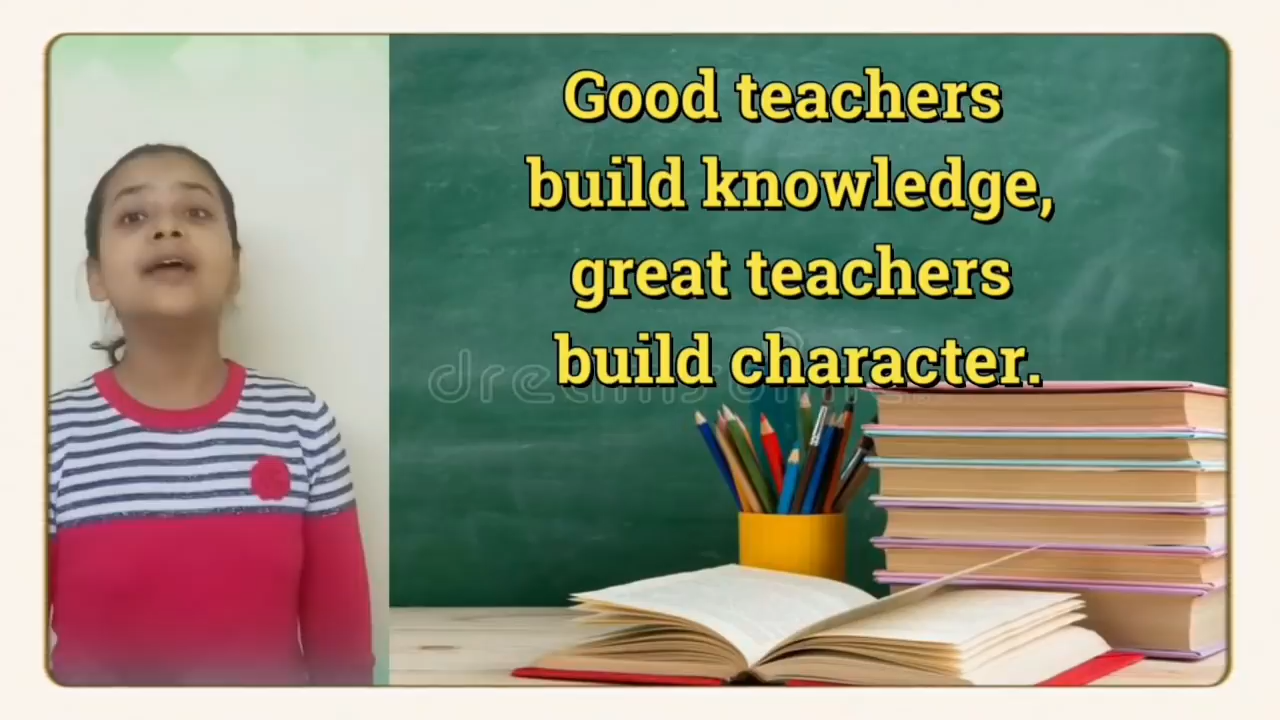 Good teachers
build knowledge,
great teachers
build character.